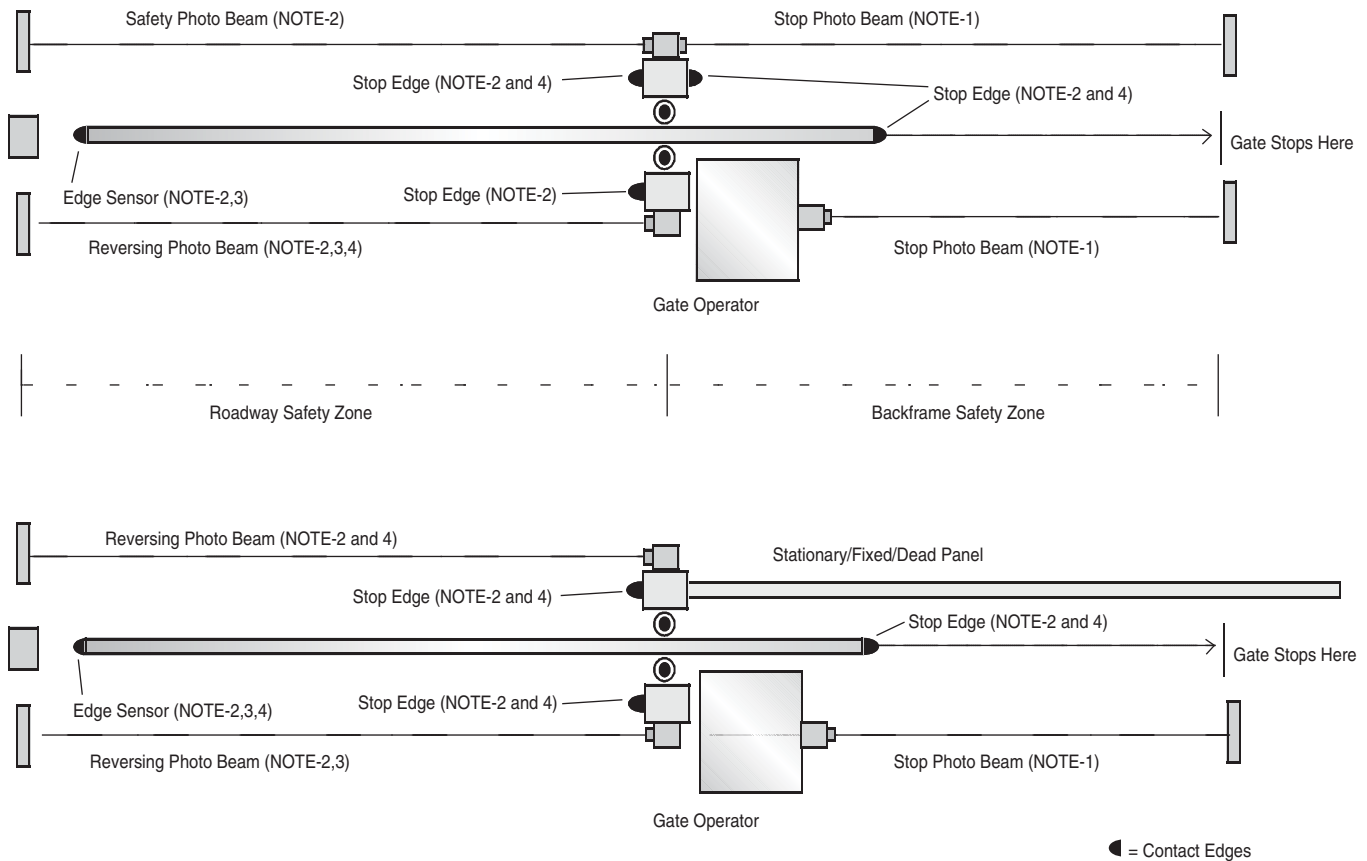 Safety Photo Beam (NOTE-2)
Stop Photo Beam (NOTE-1)
Stop Edge (NOTE-2 and 4)
Stop Edge (NOTE-2 and 4)
Gate Stops Here
Edge Sensor (NOTE-2,3)
Stop Edge (NOTE-2)
Reversing Photo Beam (NOTE-2,3,4)
Stop Photo Beam (NOTE-1)
Gate Operator
Roadway Safety Zone
Backframe Safety Zone
Reversing Photo Beam (NOTE-2 and 4)
Stationary/Fixed/Dead Panel
Stop Edge (NOTE-2 and 4)
Stop Edge (NOTE-2 and 4)
Gate Stops Here
Edge Sensor (NOTE-2,3,4)
Stop Edge (NOTE-2 and 4)
Reversing Photo Beam (NOTE-2,3)
Stop Photo Beam (NOTE-1)
Gate Operator
= Contact Edges